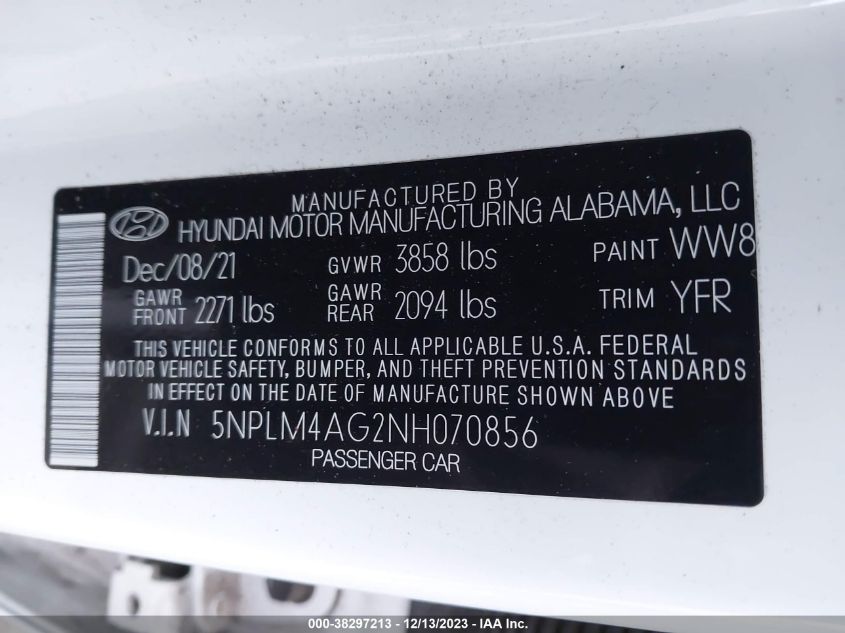 MANUFACTURED BY
HYUNDAI MOTOR MANUFACTURING ALABAMA, LLC
Dec/08/21 GVWR 3858 lbs PAINT WW8
GAWR FRONT 2271 lbs GAWR REAR 2094 lbs TRIM YFR
THIS VEHICLE CONFORMS TO ALL APPLICABLE U.S.A. FEDERAL
MOTOR VEHICLE SAFETY, BUMPER, AND THEFT PREVENTION STANDARDS
IN EFFECT ON THE DATE OF MANUFACTURE SHOWN ABOVE
V.I.N 5NPLM4AG2NH070856
PASSENGER CAR
000-38297213 - 12/13/2023 - IAA Inc.